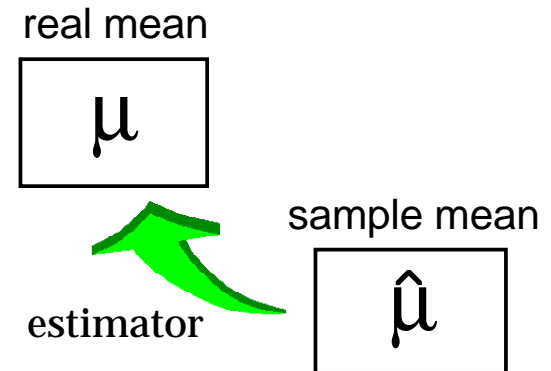 real mean
μ
sample mean
μ̂
estimator